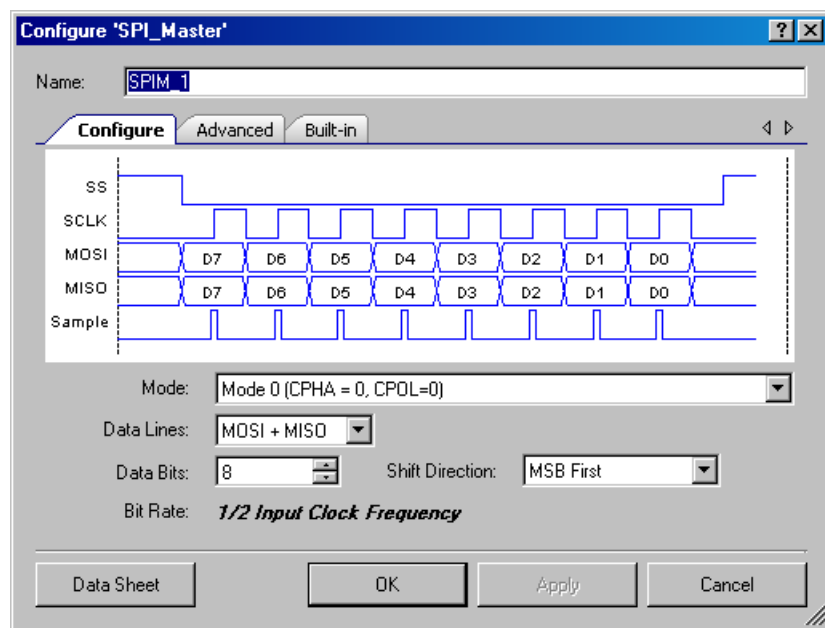 Configure 'SPI_Master'
Name: SPIM_1
Configure Advanced Built-in
SS
SCLK
MOSI D7 D6 D5 D4 D3 D2 D1 D0
MISO D7 D6 D5 D4 D3 D2 D1 D0
Sample
Mode: Mode 0 (CPHA = 0, CPOL=0)
Data Lines: MOSI + MISO
Data Bits: 8 Shift Direction: MSB First
Bit Rate: 1/2 Input Clock Frequency
Data Sheet OK Apply Cancel